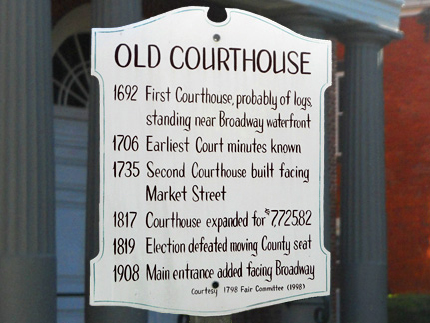 OLD COURTHOUSE
1692 First Courthouse, probably of logs,
standing near Broadway waterfront
1706 Earliest Court minutes known
1735 Second Courthouse built facing
Market Street
1817 Courthouse expanded for $7,725.82
1819 Election defeated moving County seat
1908 Main entrance added facing Broadway
Courtesy 1798 Fair Committee (1998)